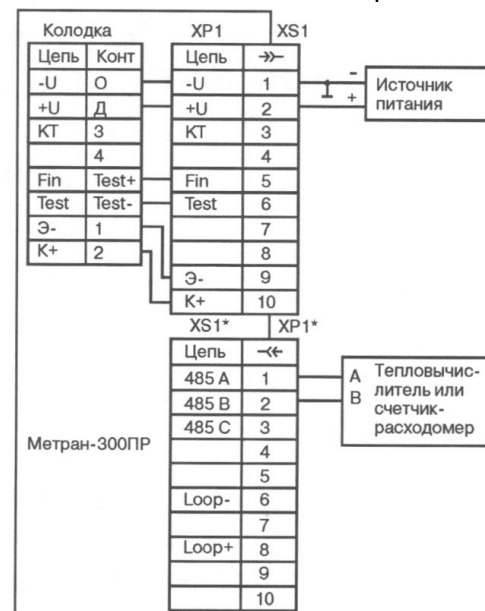 Колодка XP1 XS1
Цепь Конт Цепь
-U О -U 1 -
+U Д +U 2 +
Источник
питания
КТ 3 КТ 3
4 4
Fin Test+ Fin 5
Test Test- Test 6
Э- 1 7
К+ 2 8
Э- 9
К+ 10
XS1* XP1*
Цепь
485 A 1 A
485 B 2 B
Тепловычис-
литель или
счетчик-
расходомер
485 C 3
Метран-300ПР
4
5
Loop- 6
7
Loop+ 8
9
10